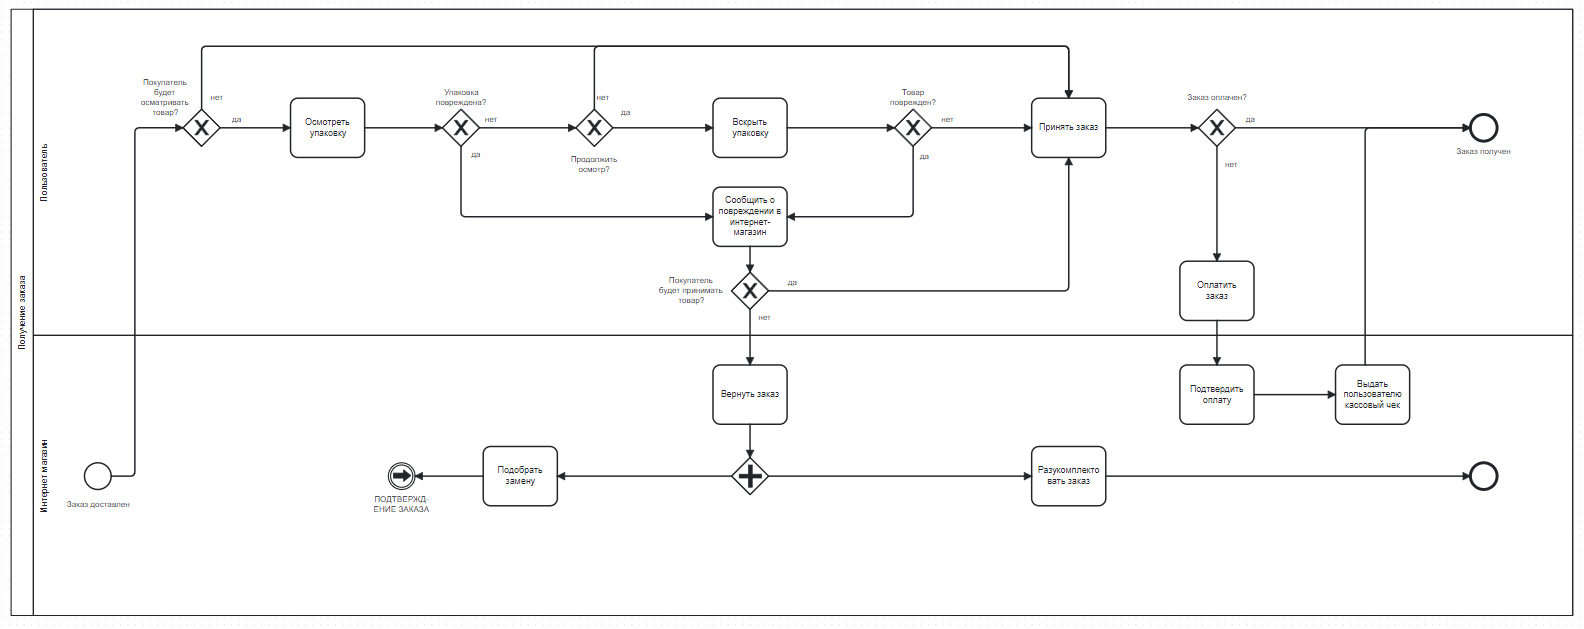 Получение заказа
Пользователь
Покупатель
будет
осматривать
товар?
нет
да
Осмотреть
упаковку
Упаковка
повреждена?
нет
да
нет
да
Продолжить
осмотр?
Вскрыть
упаковку
Товар
поврежден?
нет
да
Принять заказ
Заказ оплачен?
да
нет
Заказ получен
Сообщить о
повреждении в
интернет-
магазин
Покупатель
будет принимать
товар?
да
нет
Оплатить
заказ
Интернет магазин
Заказ доставлен
Вернуть заказ
Подтвердить
оплату
Выдать
пользователю
кассовый чек
ПОДТВЕРЖД-
ЕНИЕ ЗАКАЗА
Подобрать
замену
Разукомплекто
вать заказ